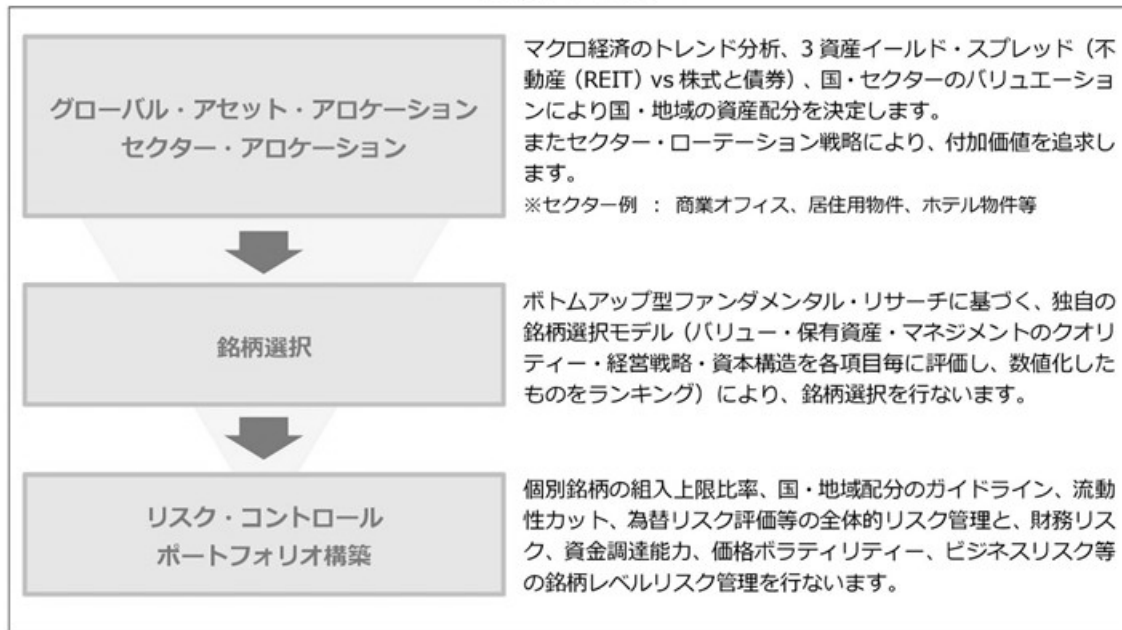 グローバル・アセット・アロケーション
セクター・アロケーション
マクロ経済のトレンド分析、3 資産イールド・スプレッド（不
動産（REIT）vs 株式と債券）、国・セクターのバリュエーショ
ンにより国・地域の資産配分を決定します。
またセクター・ローテーション戦略により、付加価値を追求し
ます。
※セクター例 ： 商業オフィス、居住用物件、ホテル物件等
銘柄選択
ボトムアップ型ファンダメンタル・リサーチに基づく、独自の
銘柄選択モデル（バリュー・保有資産・マネジメントのクオリ
ティー・経営戦略・資本構造を各項目毎に評価し、数値化した
ものをランキング）により、銘柄選択を行ないます。
リスク・コントロール
ポートフォリオ構築
個別銘柄の組入上限比率、国・地域配分のガイドライン、流動
性カット、為替リスク評価等の全体的リスク管理と、財務リス
ク、資金調達能力、価格ボラティリティー、ビジネスリスク等
の銘柄レベルリスク管理を行ないます。